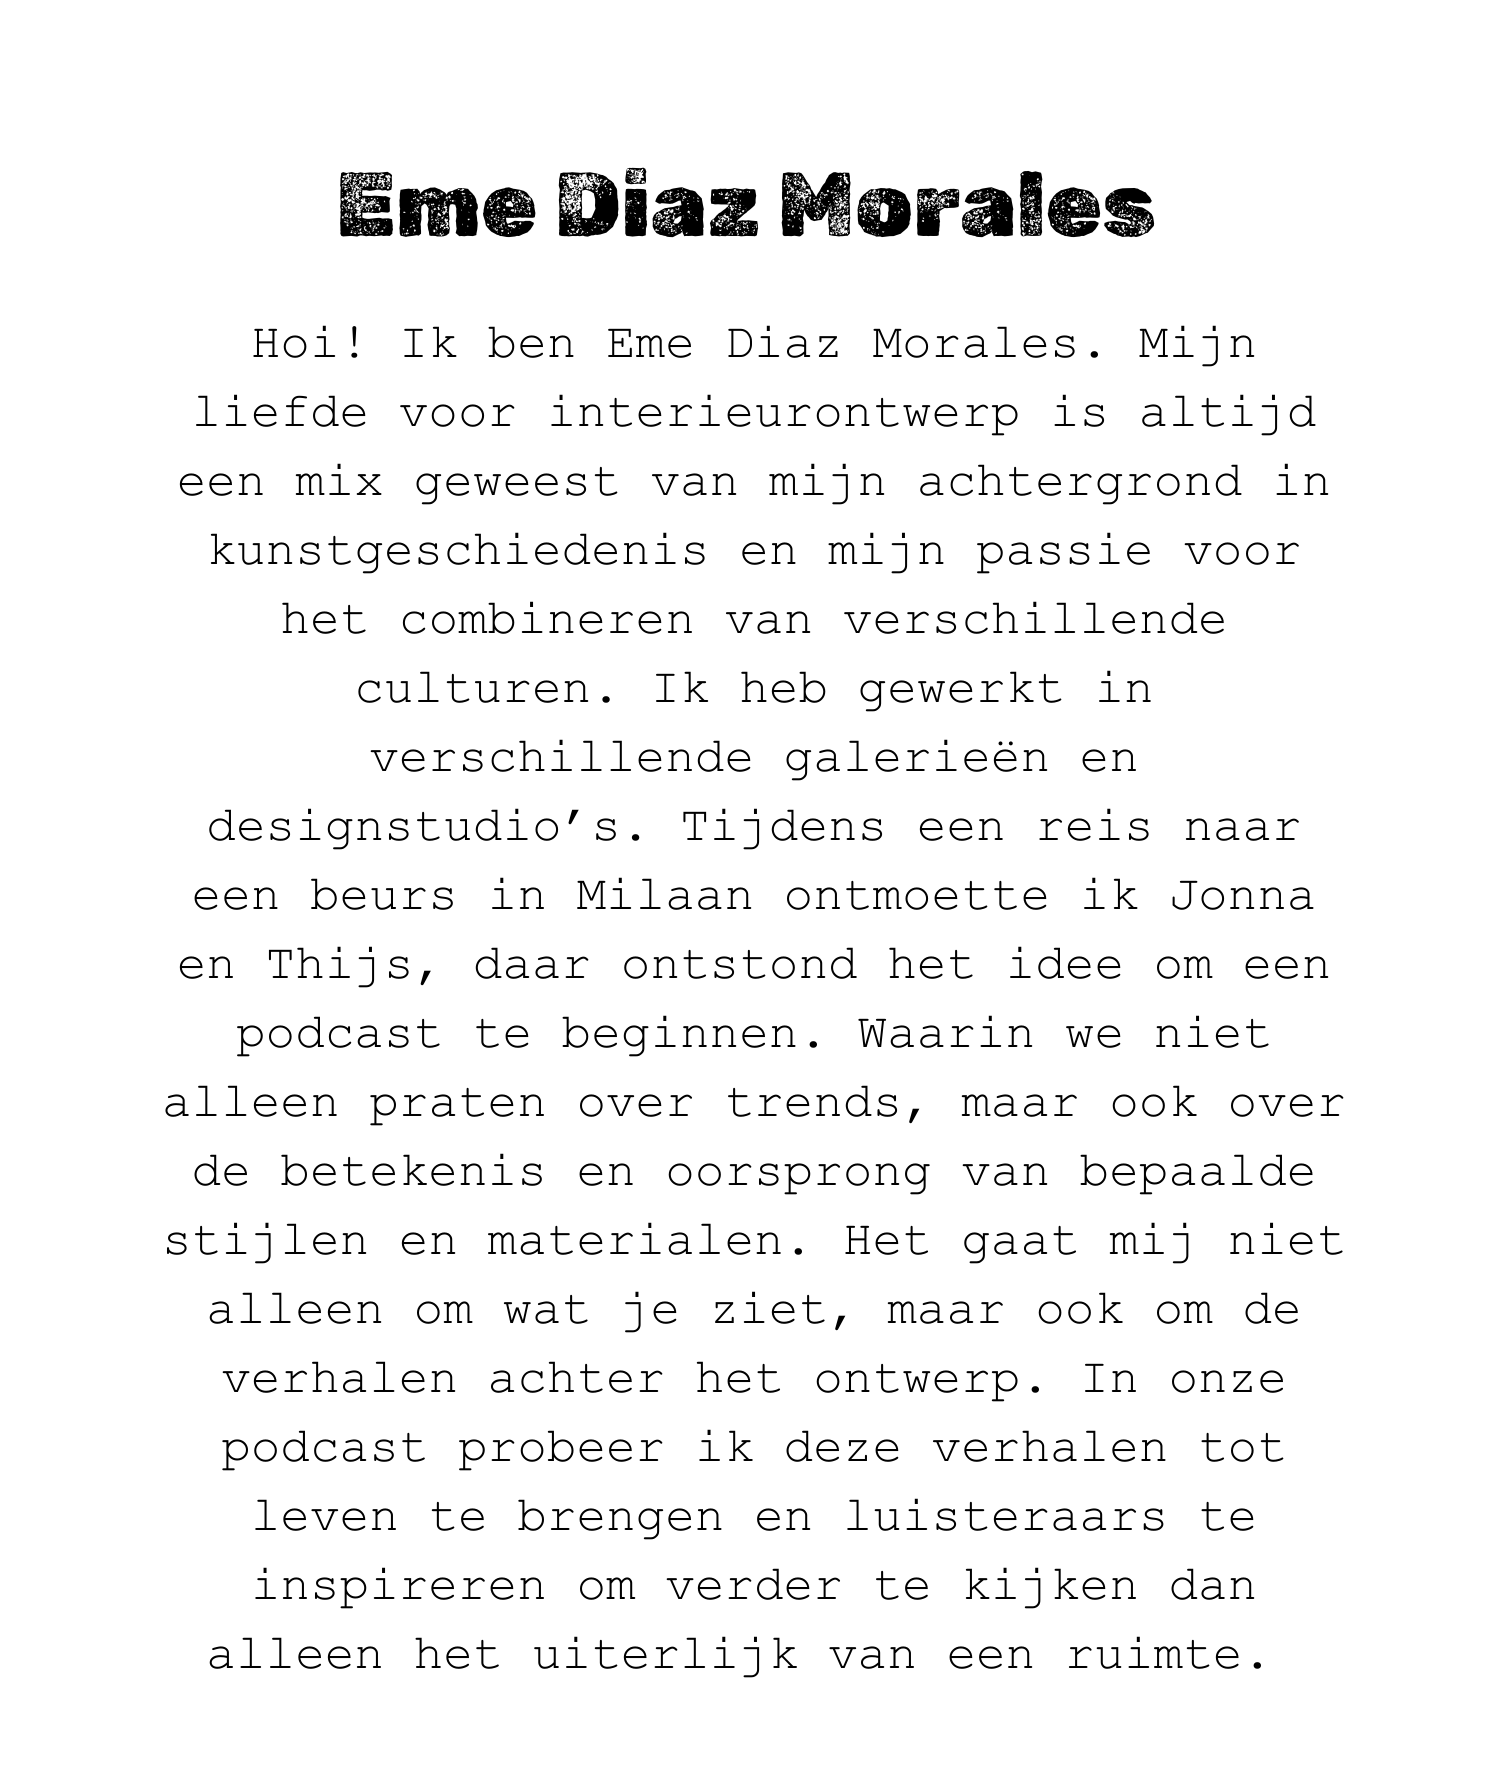 Eme Diaz Morales
Hoi! Ik ben Eme Diaz Morales. Mijn
liefde voor interieurontwerp is altijd
een mix geweest van mijn achtergrond in
kunstgeschiedenis en mijn passie voor
het combineren van verschillende
culturen. Ik heb gewerkt in
verschillende galerieën en
designstudio’s. Tijdens een reis naar
een beurs in Milaan ontmoette ik Jonna
en Thijs, daar ontstond het idee om een
podcast te beginnen. Waarin we niet
alleen praten over trends, maar ook over
de betekenis en oorsprong van bepaalde
stijlen en materialen. Het gaat mij niet
alleen om wat je ziet, maar ook om de
verhalen achter het ontwerp. In onze
podcast probeer ik deze verhalen tot
leven te brengen en luisteraars te
inspireren om verder te kijken dan
alleen het uiterlijk van een ruimte.